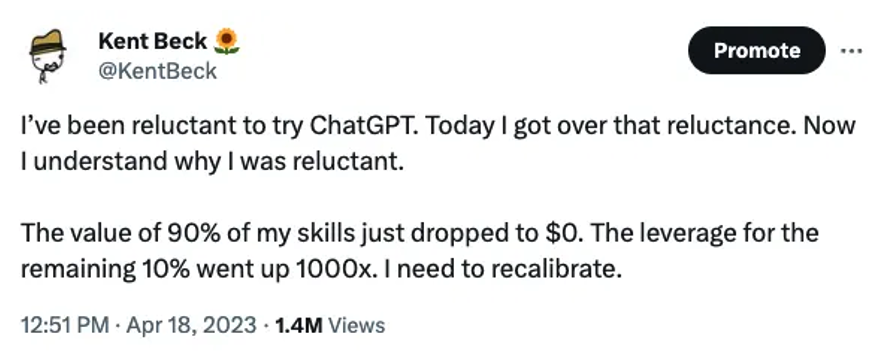 Kent Beck 🌻
@KentBeck
Promote
I’ve been reluctant to try ChatGPT. Today I got over that reluctance. Now
I understand why I was reluctant.
The value of 90% of my skills just dropped to $0. The leverage for the
remaining 10% went up 1000x. I need to recalibrate.
12:51 PM · Apr 18, 2023 · 1.4M Views